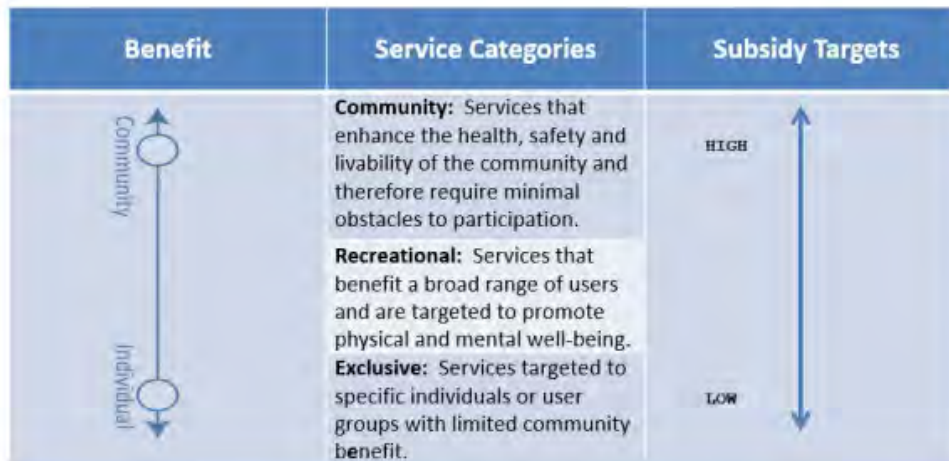 Benefit
Service Categories
Subsidy Targets
Community
Individual
Community: Services that
enhance the health, safety and
livability of the community and
therefore require minimal
obstacles to participation.
Recreational: Services that
benefit a broad range of users
and are targeted to promote
physical and mental well-being.
Exclusive: Services targeted to
specific individuals or user
groups with limited community
benefit.
HIGH
LOW